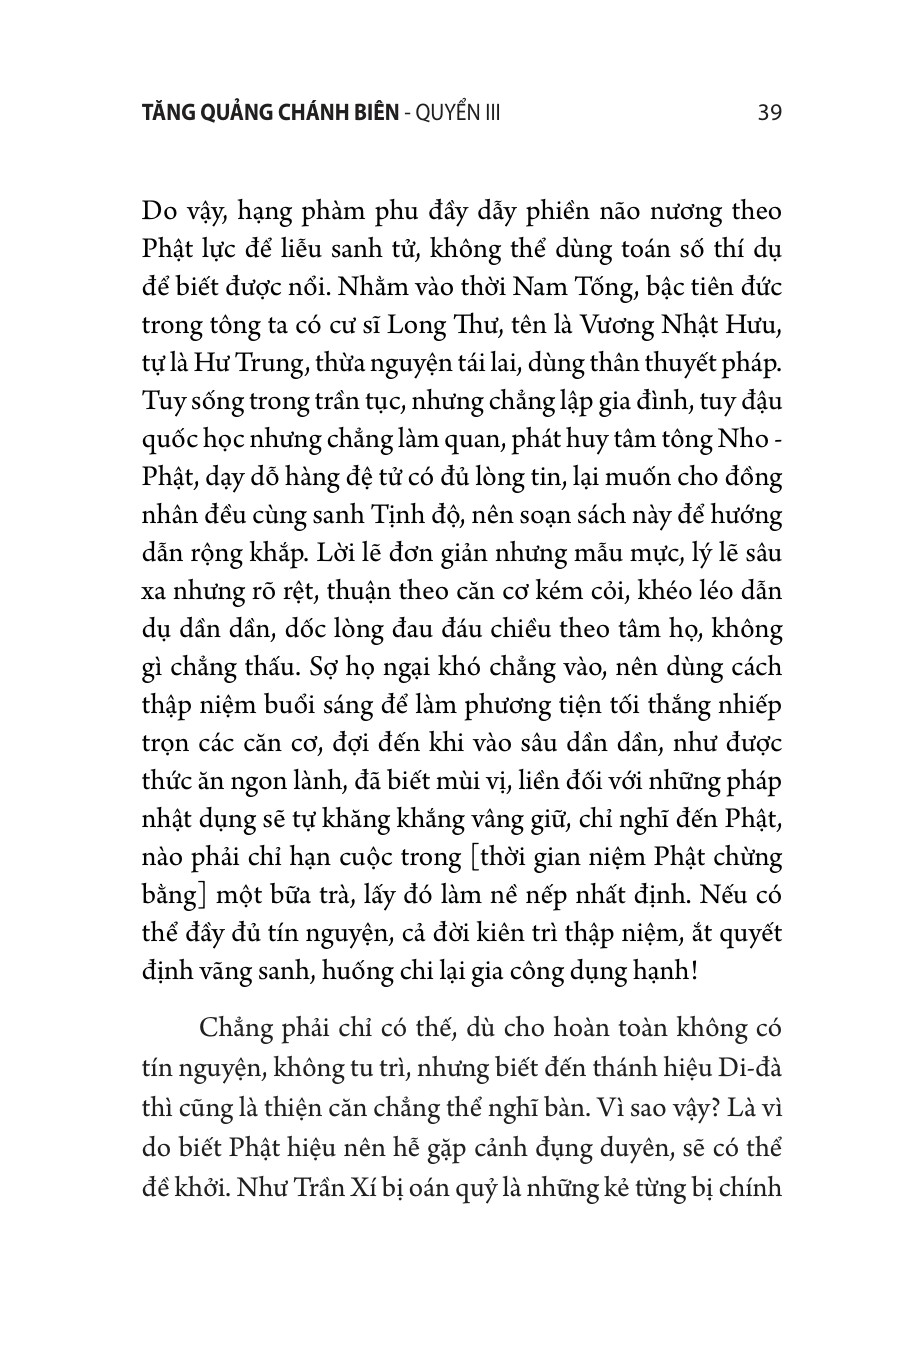 TĂNG QUẢNG CHÁNH BIÊN - QUYỂN III 39
Do vậy, hạng phàm phu đầy dẫy phiền não nương theo
Phật lực để liễu sanh tử, không thể dùng toán số thí dụ
để biết được nổi. Nhằm vào thời Nam Tống, bậc tiên đức
trong tông ta có cư sĩ Long Thư, tên là Vương Nhật Hưu,
tự là Hư Trung, thừa nguyện tái lai, dùng thân thuyết pháp.
Tuy sống trong trần tục, nhưng chẳng lập gia đình, tuy đậu
quốc học nhưng chẳng làm quan, phát huy tâm tông Nho -
Phật, dạy dỗ hàng đệ tử có đủ lòng tin, lại muốn cho đồng
nhân đều cùng sanh Tịnh độ, nên soạn sách này để hướng
dẫn rộng khắp. Lời lẽ đơn giản nhưng mẫu mực, lý lẽ sâu
xa nhưng rõ rệt, thuận theo căn cơ kém cỏi, khéo léo dẫn
dụ dần dần, dốc lòng đau đáu chiều theo tâm họ, không
gì chẳng thấu. Sợ họ ngại khó chẳng vào, nên dùng cách
thập niệm buổi sáng để làm phương tiện tối thắng nhiếp
trọn các căn cơ, đợi đến khi vào sâu dần dần, như được
thức ăn ngon lành, đã biết mùi vị, liền đối với những pháp
nhật dụng sẽ tự khăng khắng vâng giữ, chỉ nghĩ đến Phật,
nào phải chỉ hạn cuộc trong [thời gian niệm Phật chừng
bằng] một bữa trà, lấy đó làm nề nếp nhất định. Nếu có
thể đầy đủ tín nguyện, cả đời kiên trì thập niệm, ắt quyết
định vãng sanh, huống chi lại gia công dụng hạnh!
Chẳng phải chỉ có thế, dù cho hoàn toàn không có
tín nguyện, không tu trì, nhưng biết đến thánh hiệu Di-đà
thì cũng là thiện căn chẳng thể nghĩ bàn. Vì sao vậy? Là vì
do biết Phật hiệu nên hễ gặp cảnh đụng duyên, sẽ có thể
đề khởi. Như Trần Xí bị oán quỷ là những kẻ từng bị chính